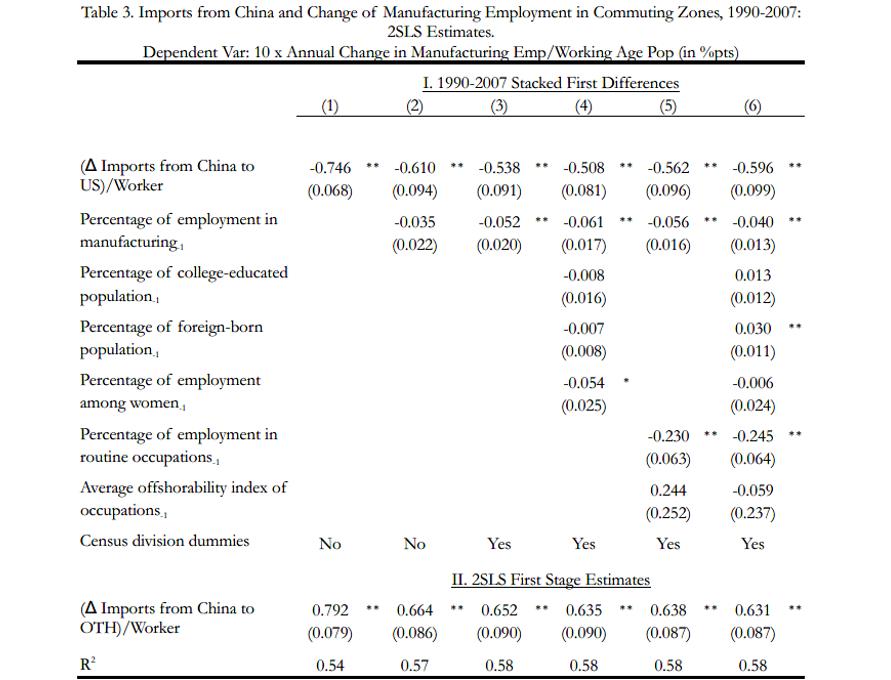 Table 3. Imports from China and Change of Manufacturing Employment in Commuting Zones, 1990-2007:
2SLS Estimates.
Dependent Var: 10 x Annual Change in Manufacturing Emp/Working Age Pop (in %pts)
I. 1990-2007 Stacked First Differences
(1) (2) (3) (4) (5) (6)
(Δ Imports from China to -0.746 ** -0.610 ** -0.538 ** -0.508 ** -0.562 ** -0.596 **
US)/Worker (0.068) (0.094) (0.091) (0.081) (0.096) (0.099)
Percentage of employment in -0.035 -0.052 ** -0.061 ** -0.056 ** -0.040 **
manufacturing-1 (0.022) (0.020) (0.017) (0.016) (0.013)
Percentage of college-educated -0.008 0.013
population-1 (0.016) (0.012)
Percentage of foreign-born -0.007 0.030 **
population-1 (0.008) (0.011)
Percentage of employment -0.054 * -0.006
among women-1 (0.025) (0.024)
Percentage of employment in -0.230 ** -0.245 **
routine occupations-1 (0.063) (0.064)
Average offshorability index of 0.244 -0.059
occupations-1 (0.252) (0.237)
Census division dummies No No Yes Yes Yes Yes
II. 2SLS First Stage Estimates
(Δ Imports from China to 0.792 ** 0.664 ** 0.652 ** 0.635 ** 0.638 ** 0.631 **
OTH)/Worker (0.079) (0.086) (0.090) (0.090) (0.087) (0.087)
R² 0.54 0.57 0.58 0.58 0.58 0.58